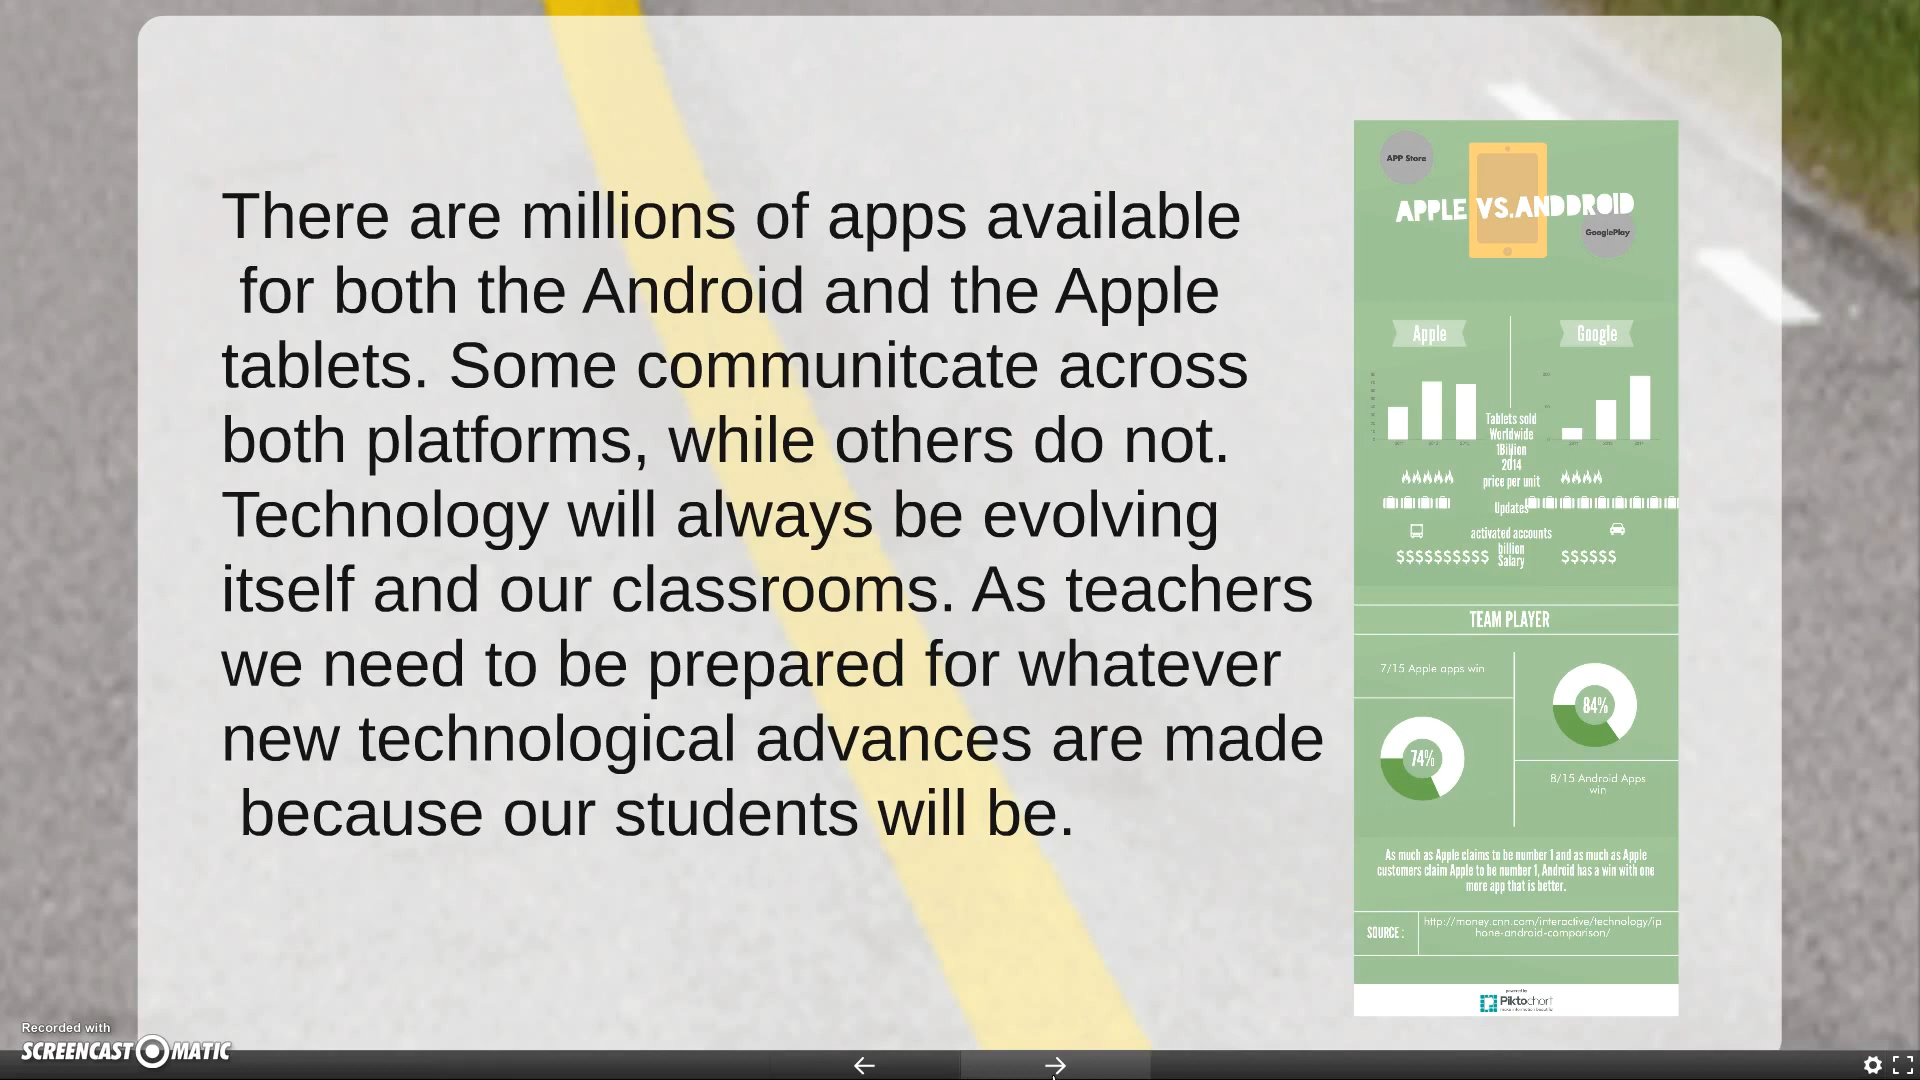 There are millions of apps available
for both the Android and the Apple
tablets. Some communitcate across
both platforms, while others do not.
Technology will always be evolving
itself and our classrooms. As teachers
we need to be prepared for whatever
new technological advances are made
because our students will be.
APP Store
APPLE VS.ANDDROID
GooglePlay
Apple
Google
Tablets sold
Worldwide
1Billion
2014
price per unit
Updates
activated accounts
billion
$$$$$$$$$$
Salary
$$$$$$
TEAM PLAYER
7/15 Apple apps win
84%
74%
8/15 Android Apps
win
As much as Apple claims to be number 1 and as much as Apple
customers claim Apple to be number 1, Android has a win with one
more app that is better.
SOURCE :
http://money.cnn.com/interactive/technology/ip
hone-android-comparison/
powered by
Piktochart
Recorded with
SCREENCAST MATIC